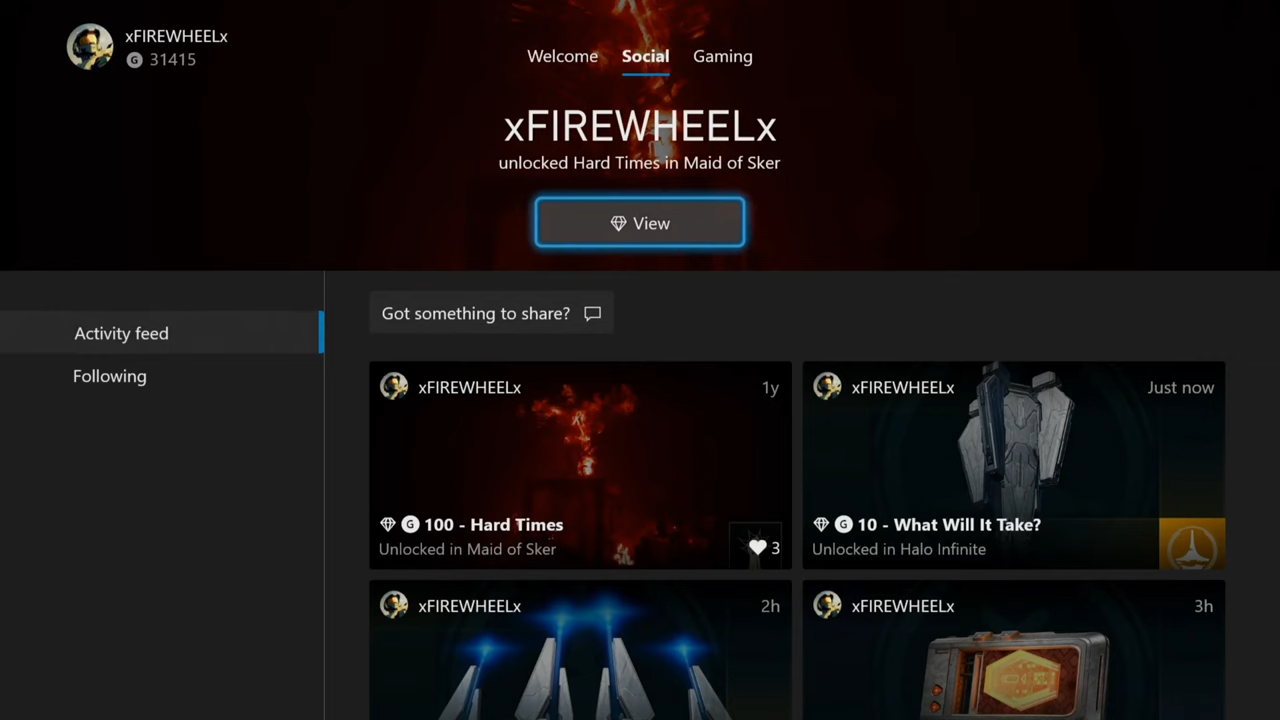 xFIREWHEELx
G 31415
Welcome Social Gaming
xFIREWHEELx
unlocked Hard Times in Maid of Sker
View
Activity feed
Following
Got something to share?
xFIREWHEELx 1y
G 100 - Hard Times
Unlocked in Maid of Sker
3
xFIREWHEELx Just now
G 10 - What Will It Take?
Unlocked in Halo Infinite
xFIREWHEELx 2h
xFIREWHEELx 3h